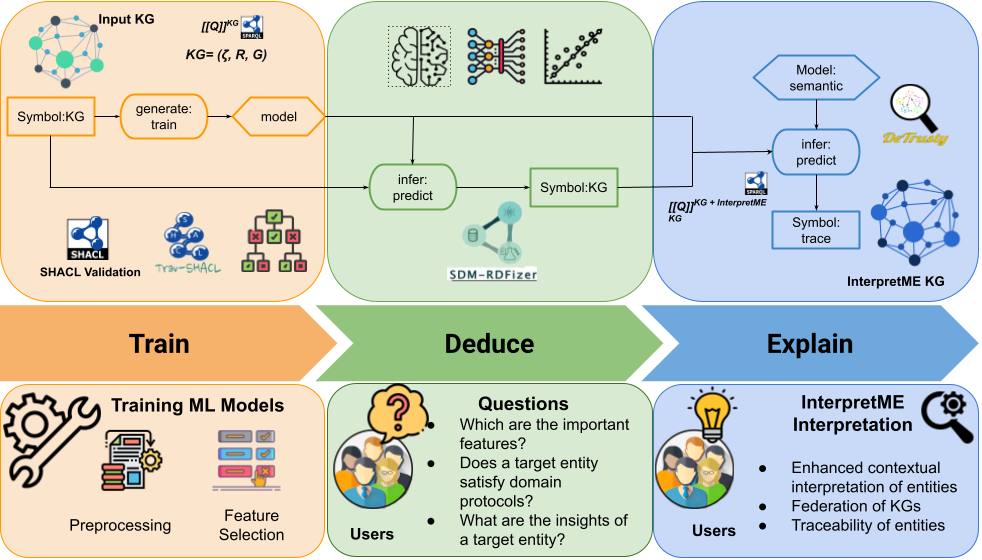 Input KG
[[Q]]^KG
SPARQL
KG= (ζ, R, G)
Symbol:KG
generate:
train
model
SHACL
SHACL Validation
S
H
A
C
L
Trav-SHACL
infer:
predict
Symbol:KG
SDM-RDFizer
Model:
semantic
DeTrusty
infer:
predict
SPARQL
[[Q]]^KG + InterpretME
KG
Symbol:
trace
InterpretME KG
Train
Deduce
Explain
Training ML Models
Preprocessing
Feature
Selection
Questions
● Which are the important
features?
● Does a target entity
satisfy domain
protocols?
● What are the insights of
a target entity?
?
Users
InterpretME
Interpretation
● Enhanced contextual
interpretation of entities
● Federation of KGs
● Traceability of entities
Users